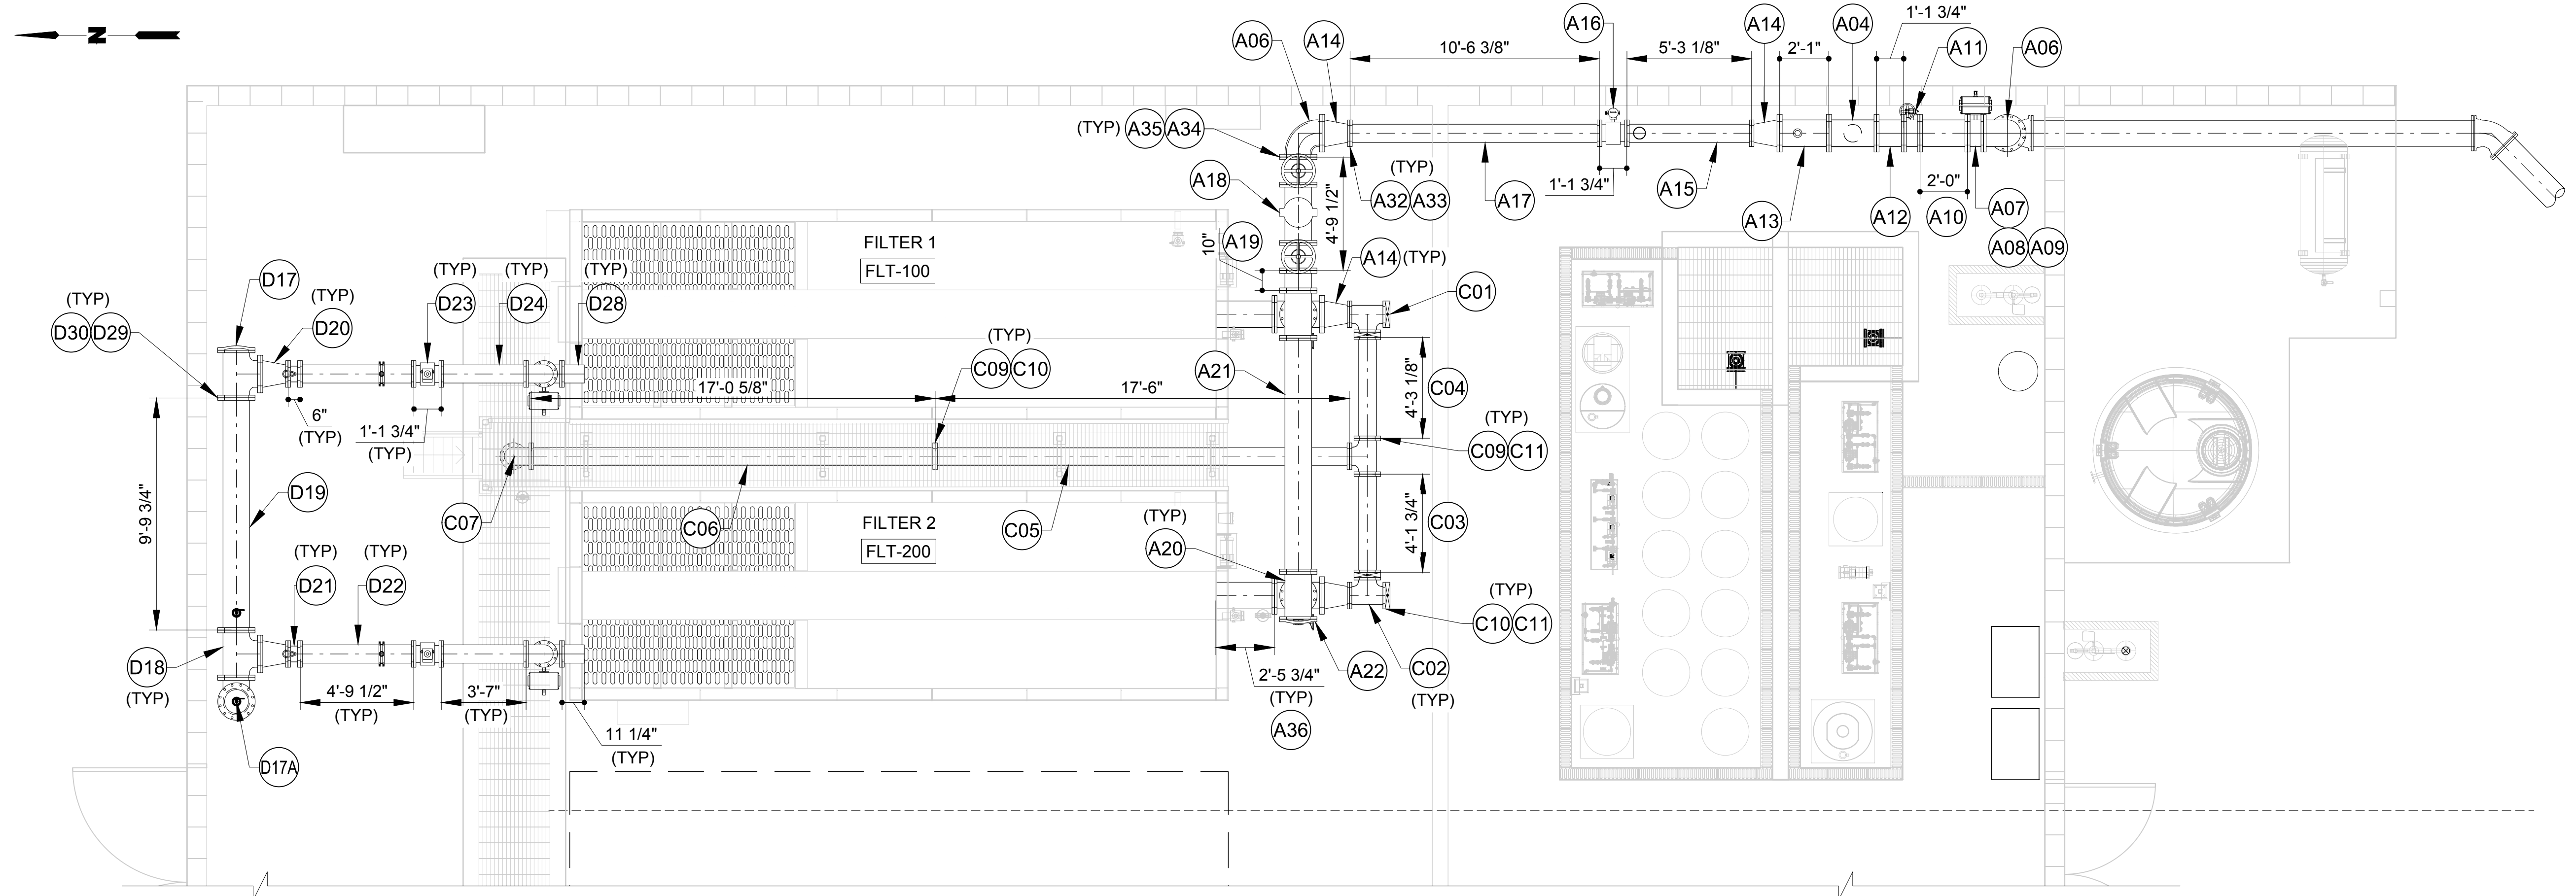 N
A16
1'-1 3/4"
A06
A14
10'-6 3/8"
5'-3 1/8"
A14
2'-1"
A04
A11
A06
(TYP) A35 A34
A18
(TYP)
A32 A33
A17
1'-1 3/4"
A15
A13
A12
2'-0"
A10
A07
A08 A09
4'-9 1/2"
10"
A19
A14 (TYP)
C01
FILTER 1
FLT-100
D17
(TYP)
D30 D29
(TYP)
D20
(TYP)
D23
(TYP)
D24
(TYP)
D28
6"
(TYP)
1'-1 3/4"
(TYP)
17'-0 5/8"
(TYP)
C09 C10
17'-6"
A21
4'-3 1/8"
C04
(TYP)
C09 C11
9'-9 3/4"
D19
C07
C06
C05
FILTER 2
FLT-200
(TYP)
A20
4'-1 3/4"
C03
(TYP)
D21
(TYP)
D22
(TYP)
C10 C11
D18
(TYP)
4'-9 1/2"
(TYP)
3'-7"
(TYP)
11 1/4"
(TYP)
2'-5 3/4"
(TYP)
A36
A22
C02
(TYP)
D17A